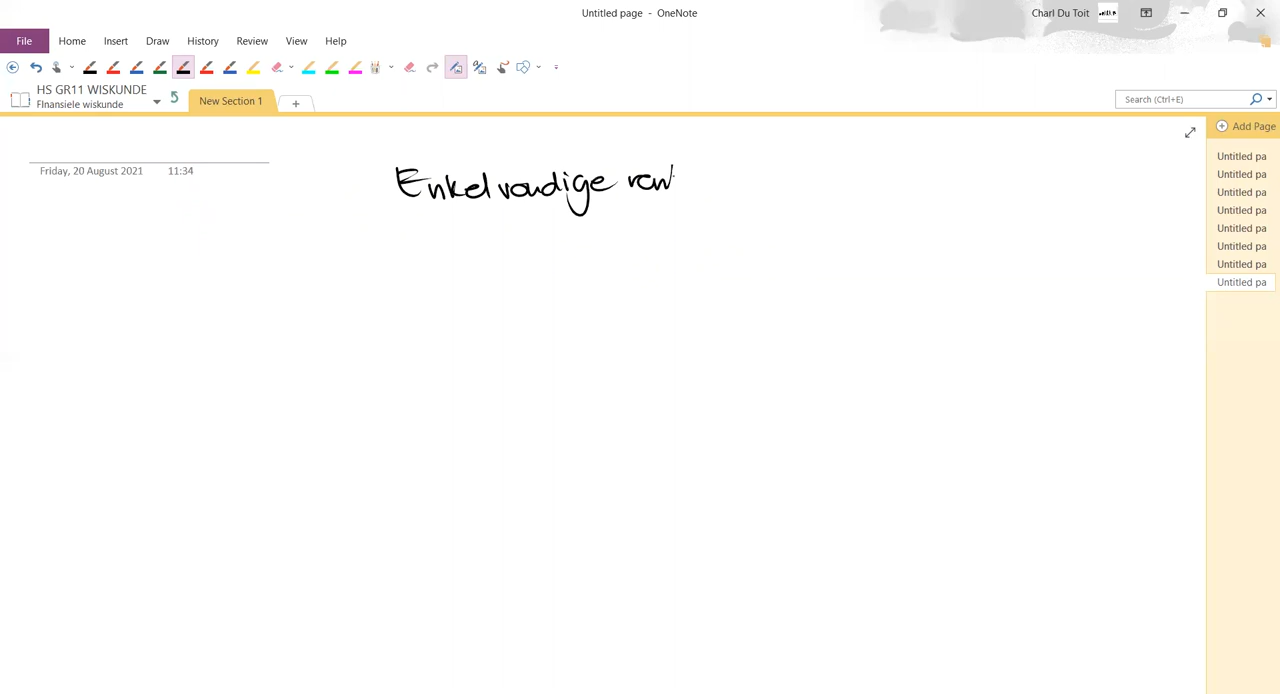 Untitled page - OneNote
Charl Du Toit
File Home Insert Draw History Review View Help
HS GR11 WISKUNDE
FInansiele wiskunde
New Section 1
Search (Ctrl+E)
Add Page
Friday, 20 August 2021 11:34
Enkelvoudige
Untitled pa
Untitled pa
Untitled pa
Untitled pa
Untitled pa
Untitled pa
Untitled pa
Untitled pa